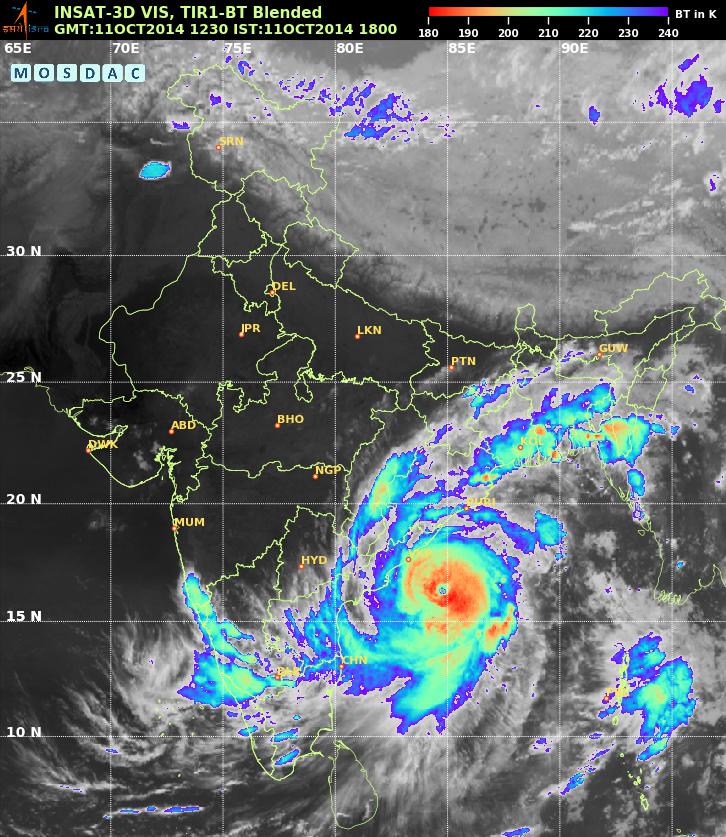 INSAT-3D VIS, TIR1-BT Blended
GMT:11OCT2014 1230 IST:11OCT2014 1800
BT in K
180 190 200 210 220 230 240
65E 70E 75E 80E 85E 90E
MOSDAC
SRN
30 N
DEL
JPR LKN
GUW
PTN
25 N
ABD BHO
DWK KOL
NGP
20 N
PURI
MUM
HYD
15 N
CHN
10 N